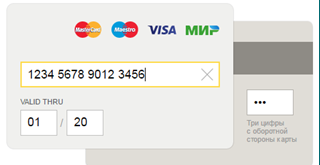 MasterCard Maestro VISA МИР
1234 5678 9012 3456
VALID THRU
01 / 20
•••
Три цифры
с оборотной
стороны карты